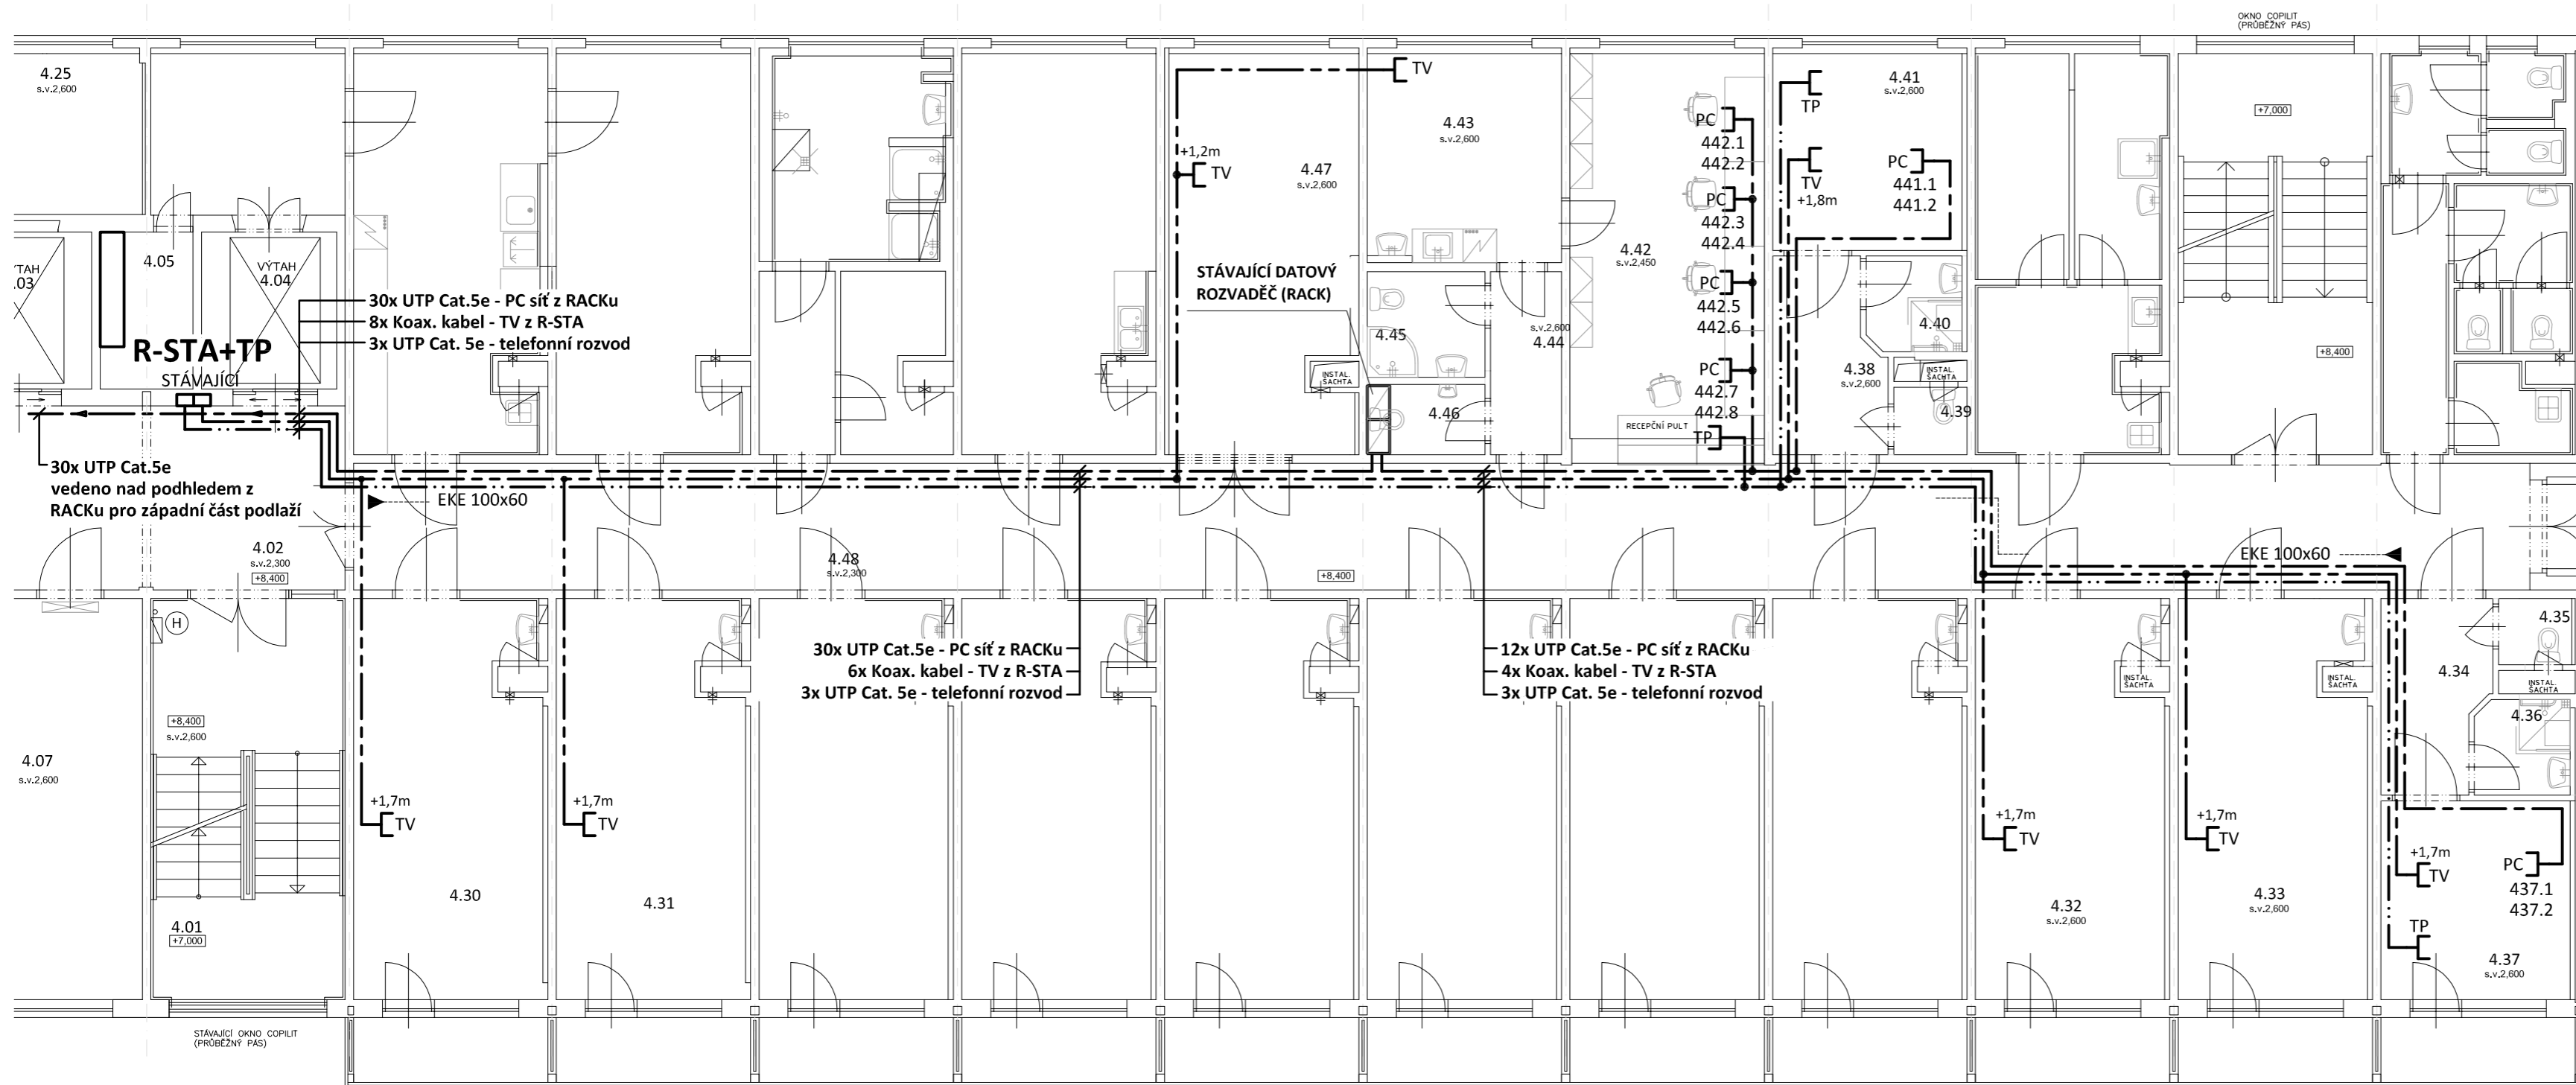 OKNO COPILIT
(PRŮBĚŽNÝ PÁS)
4.25
s.v.2,600
TV
4.41
s.v.2,600
TP
+7,000
4.43
s.v.2,600
PC
442.1
442.2
+1,2m
TV
4.47
s.v.2,600
TV
+1,8m
PC
441.1
441.2
PC
442.3
442.4
4.42
s.v.2,450
4.05
VÝTAH
4.04
ÝTAH
.03
STÁVAJÍCÍ DATOVÝ
ROZVADĚČ (RACK)
PC
442.5
442.6
30x UTP Cat.5e - PC síť z RACKu
8x Koax. kabel - TV z R-STA
3x UTP Cat. 5e - telefonní rozvod
4.45
s.v.2,600
4.44
4.40
R-STA+TP
STÁVAJÍCÍ
+8,400
INSTAL.
ŠACHTA
PC
442.7
442.8
4.38
s.v.2,600
INSTAL.
ŠACHTA
4.46
4.39
RECEPČNÍ PULT
TP
30x UTP Cat.5e
vedeno nad podhledem z
RACKu pro západní část podlaží
EKE 100x60
4.02
s.v.2,300
+8,400
4.48
s.v.2,300
+8,400
EKE 100x60
H
4.35
30x UTP Cat.5e - PC síť z RACKu
6x Koax. kabel - TV z R-STA
3x UTP Cat. 5e - telefonní rozvod
12x UTP Cat.5e - PC síť z RACKu
4x Koax. kabel - TV z R-STA
3x UTP Cat. 5e - telefonní rozvod
INSTAL.
ŠACHTA
INSTAL.
ŠACHTA
4.34
INSTAL.
ŠACHTA
4.36
+8,400
s.v.2,600
4.07
s.v.2,600
+1,7m
TV
+1,7m
TV
+1,7m
TV
+1,7m
TV
+1,7m
TV
PC
437.1
437.2
4.30
4.31
4.32
s.v.2,600
4.33
s.v.2,600
4.01
+7,000
TP
4.37
s.v.2,600
STÁVAJÍCÍ OKNO COPILIT
(PRŮBĚŽNÝ PÁS)